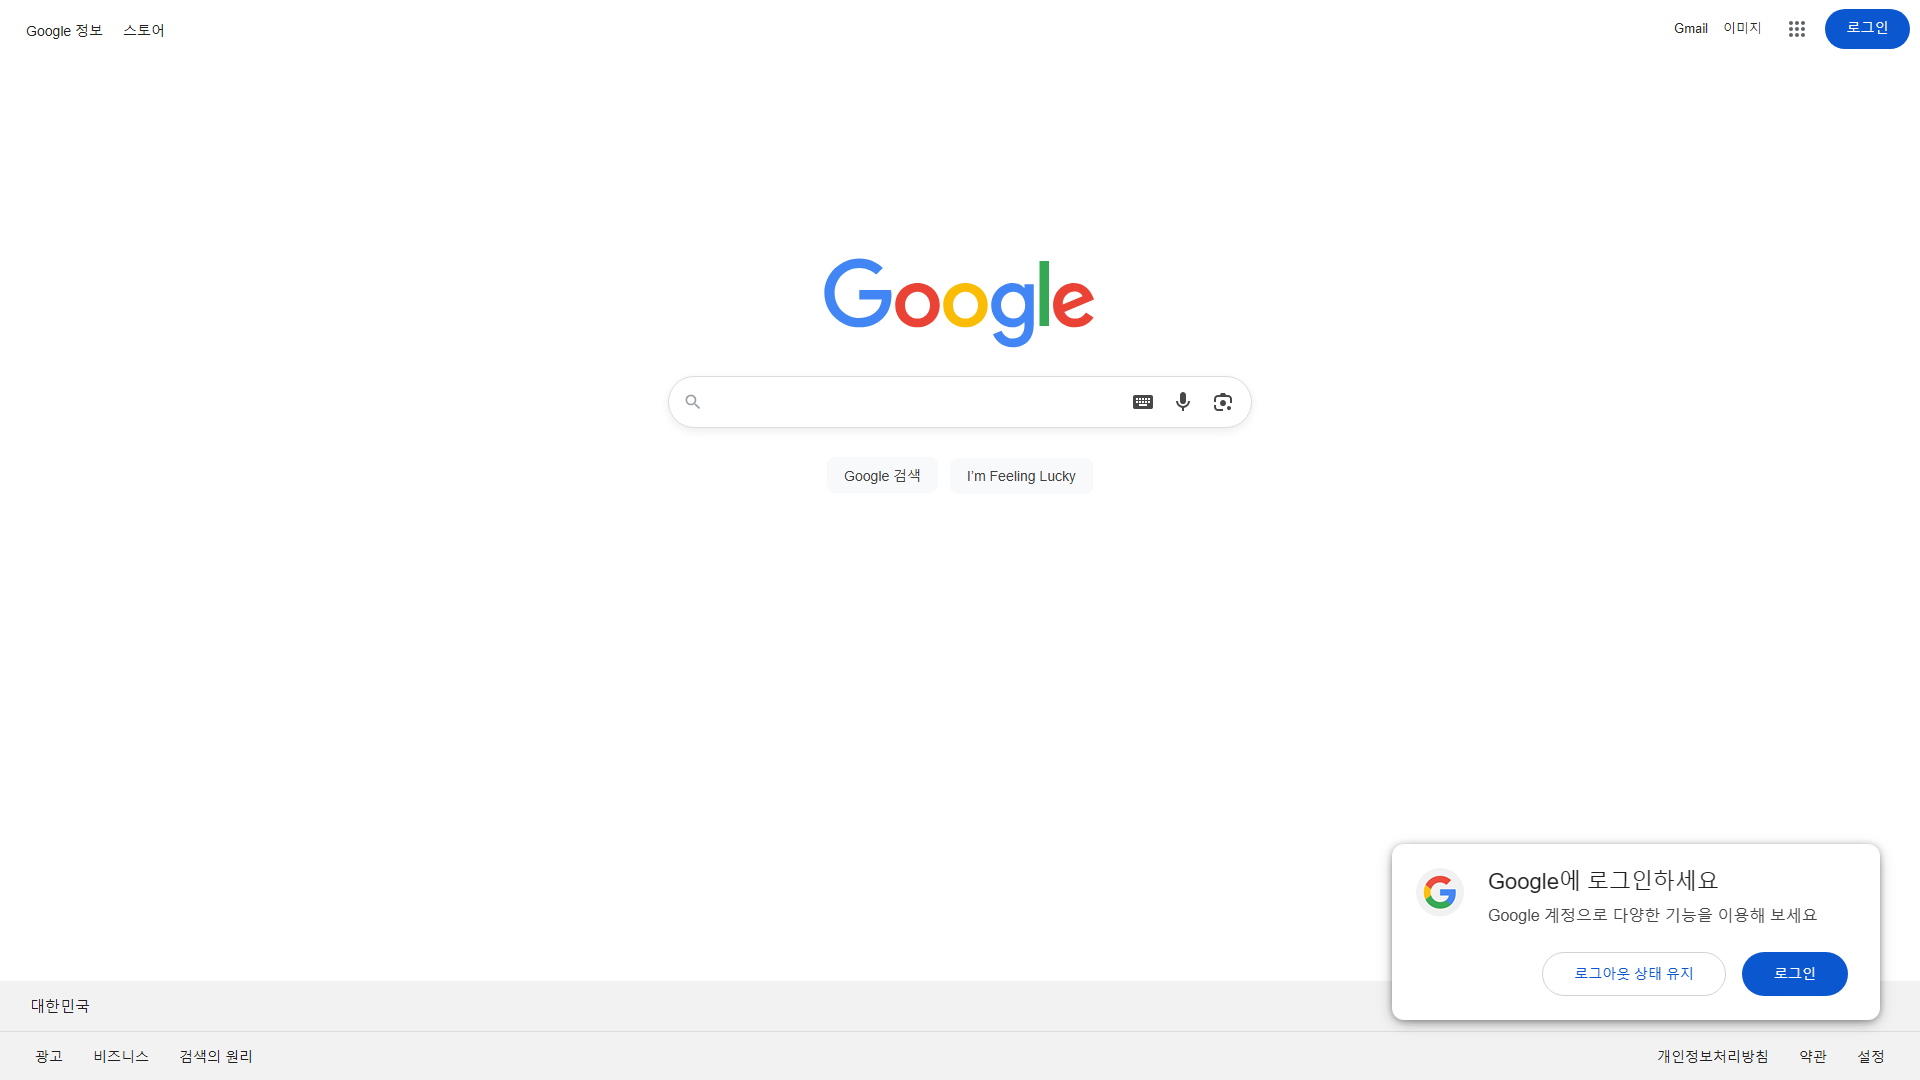 Google 정보 스토어
Gmail 이미지 로그인
Google
Google 검색 I'm Feeling Lucky
Google에 로그인하세요
Google 계정으로 다양한 기능을 이용해 보세요
로그아웃 상태 유지 로그인
대한민국
광고 비즈니스 검색의 원리
개인정보처리방침 약관 설정